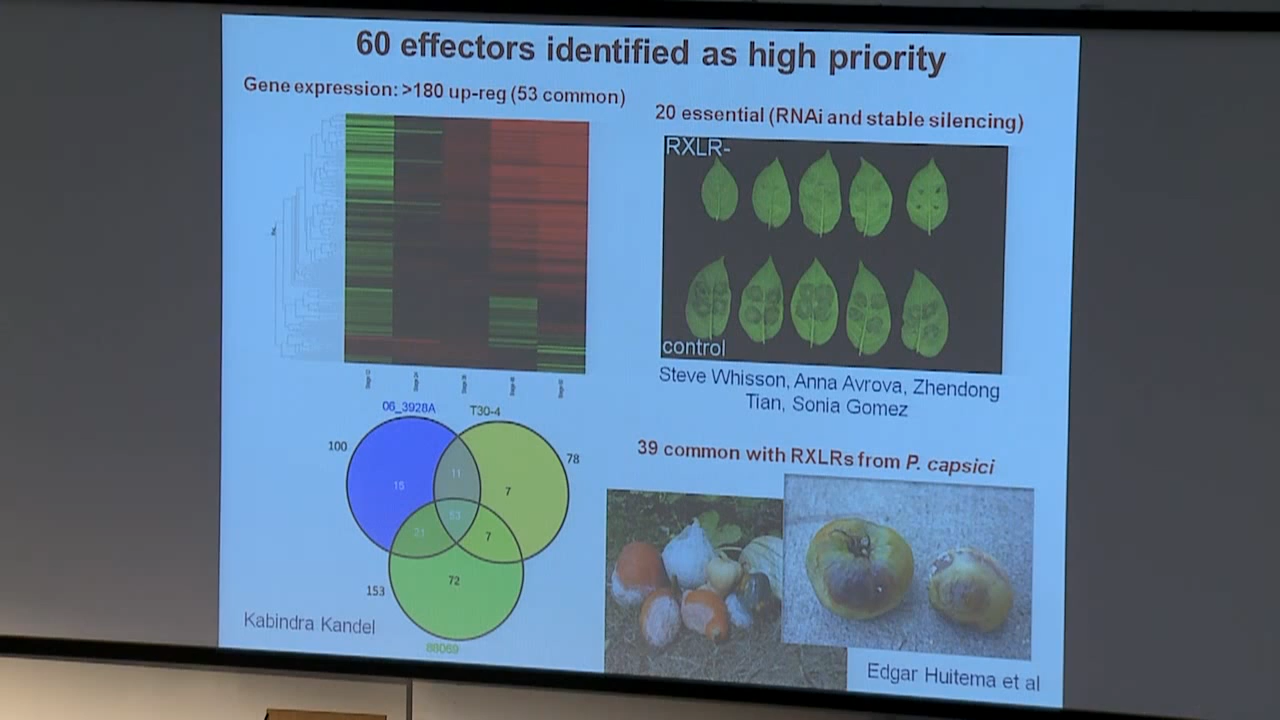 60 effectors identified as high priority
Gene expression: >180 up-reg (53 common)
20 essential (RNAi and stable silencing)
RXLR-
control
Steve Whisson, Anna Avrova, Zhendong
Tian, Sonia Gomez
06_3928A
T30-4
100
78
15
11
7
53
21
7
72
153
88069
Kabindra Kandel
39 common with RXLRs from P. capsici
Edgar Huitema et al